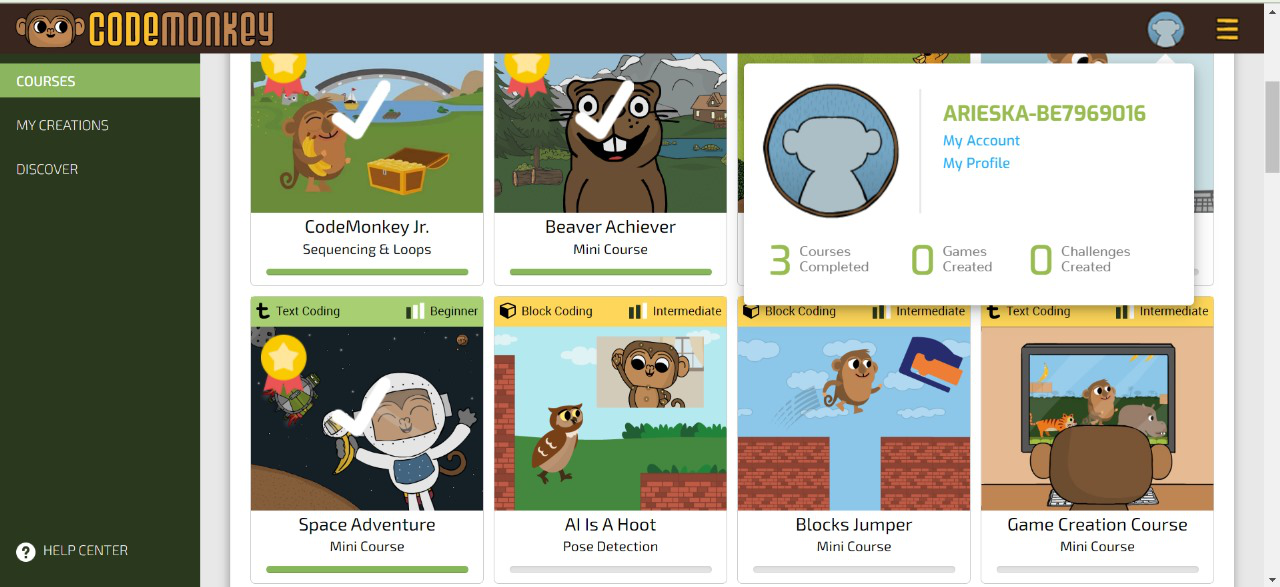 CODEMONKEY
COURSES
MY CREATIONS
DISCOVER
HELP CENTER
ARIESKA-BE7969016
My Account
My Profile
3 Courses Completed
0 Games Created
0 Challenges Created
CodeMonkey Jr.
Sequencing & Loops
Beaver Achiever
Mini Course
Text Coding Beginner
Space Adventure
Mini Course
Block Coding Intermediate
AI Is A Hoot
Pose Detection
Block Coding Intermediate
Blocks Jumper
Mini Course
Text Coding Intermediate
Game Creation Course
Mini Course